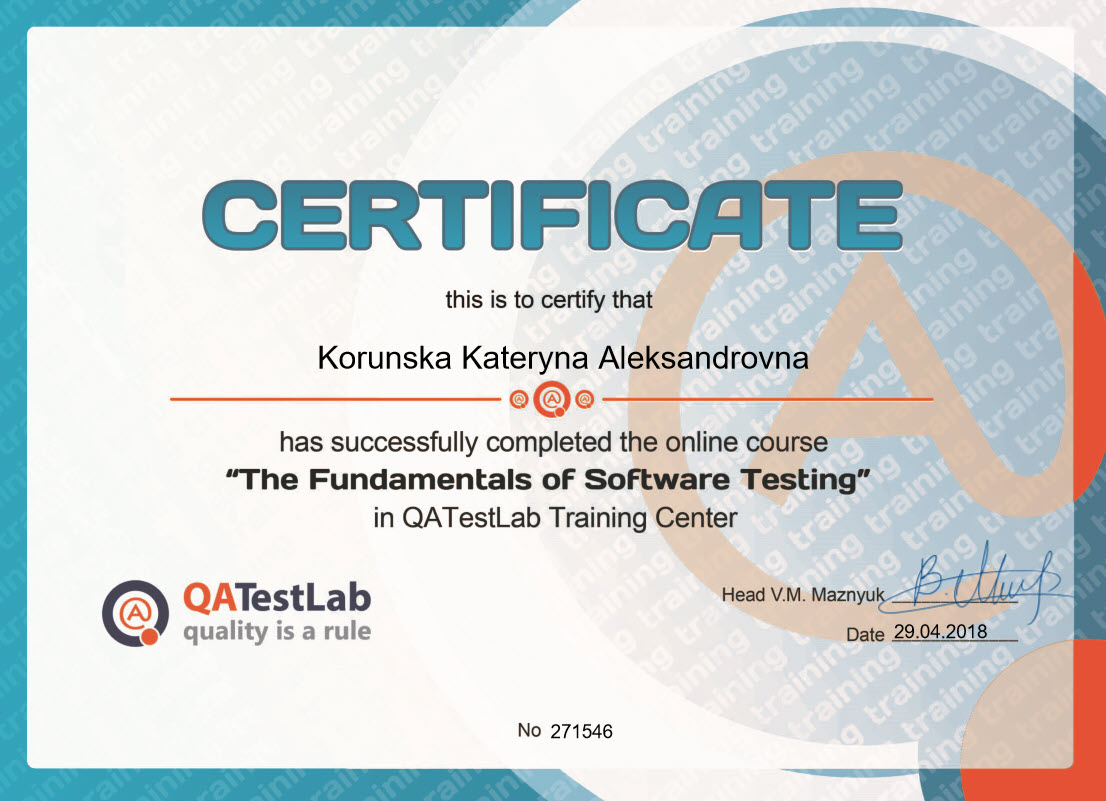 CERTIFICATE
this is to certify that
Korunska Kateryna Aleksandrovna
has successfully completed the online course
“The Fundamentals of Software Testing”
in QATestLab Training Center
QATestLab
quality is a rule
Head V.M. Maznyuk
Date 29.04.2018
No 271546